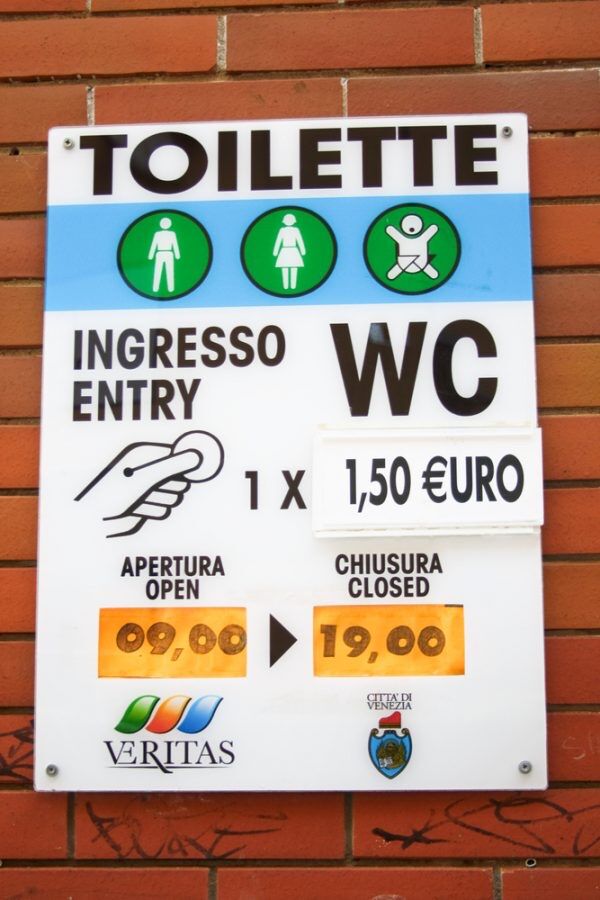 TOILETTE
INGRESSO
ENTRY
WC
1 X 1,50 €URO
APERTURA
OPEN
CHIUSURA
CLOSED
09,00
19,00
VERITAS
CITTA' DI
VENEZIA